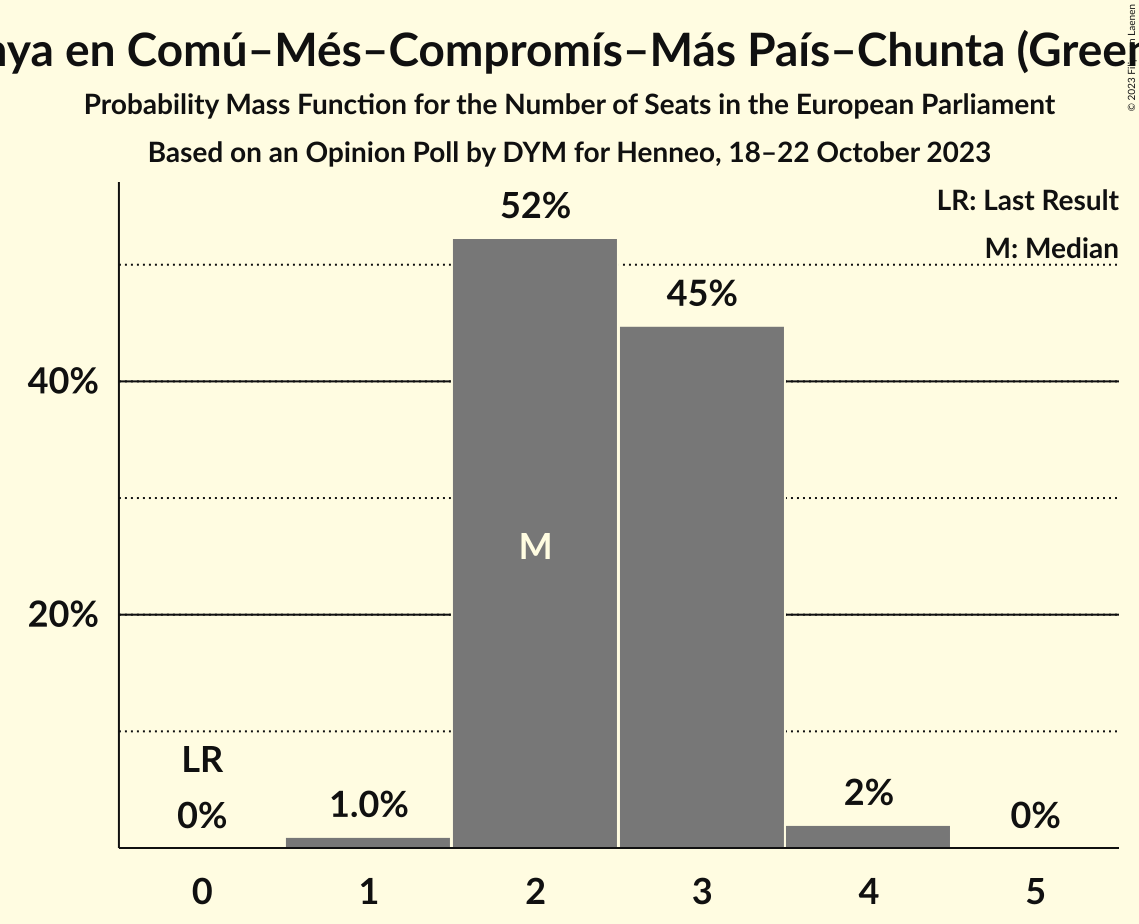 ya en Comú–Més–Compromís–Más País–Chunta (Green
Probability Mass Function for the Number of Seats in the European Parliament
Based on an Opinion Poll by DYM for Henneo, 18–22 October 2023
© 2023 Laenen
LR: Last Result
M: Median
52%
45%
40%
M
20%
LR
0%
1.0%
2%
0%
0 1 2 3 4 5